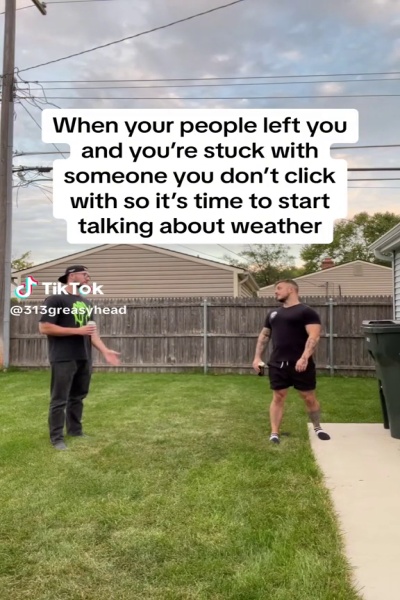 When your people left you
and you're stuck with
someone you don't click
with so it's time to start
talking about weather
TikTok
@313greasyhead